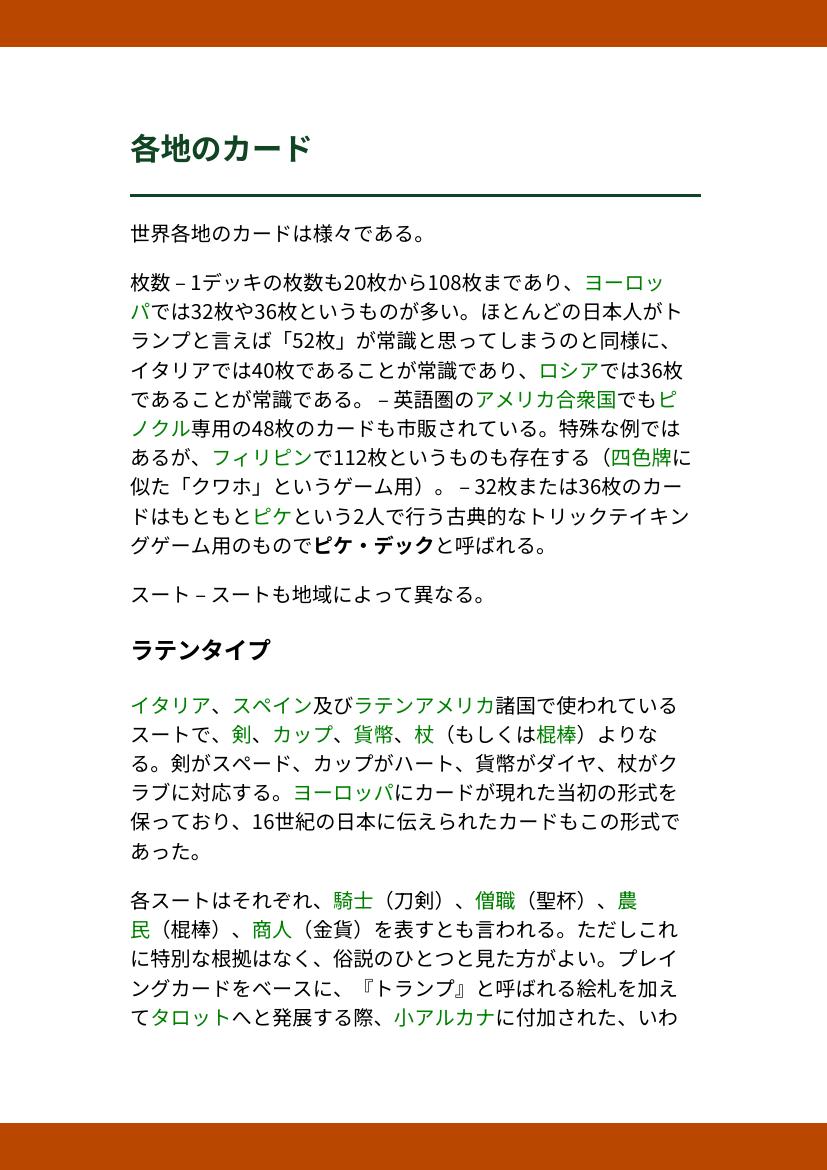 各地のカード
世界各地のカードは様々である。
枚数 – 1デッキの枚数も20枚から108枚まであり、ヨーロッ
パでは32枚や36枚というものが多い。ほとんどの日本人がト
ランプと言えば「52枚」が常識と思ってしまうのと同様に、
イタリアでは40枚であることが常識であり、ロシアでは36枚
であることが常識である。 – 英語圏のアメリカ合衆国でもピ
ノクル専用の48枚のカードも市販されている。特殊な例では
あるが、フィリピンで112枚というものも存在する（四色牌に
似た「クワホ」というゲーム用）。 – 32枚または36枚のカー
ドはもともとピケという2人で行う古典的なトリックテイキン
グゲーム用のものでピケ・デックと呼ばれる。
スート – スートも地域によって異なる。
ラテンタイプ
イタリア、スペイン及びラテンアメリカ諸国で使われている
スートで、剣、カップ、貨幣、杖（もしくは棍棒）よりな
る。剣がスペード、カップがハート、貨幣がダイヤ、杖がク
ラブに対応する。ヨーロッパにカードが現れた当初の形式を
保っており、16世紀の日本に伝えられたカードもこの形式で
あった。
各スートはそれぞれ、騎士（刀剣）、僧職（聖杯）、農
民（棍棒）、商人（金貨）を表すとも言われる。ただしこれ
に特別な根拠はなく、俗説のひとつと見た方がよい。プレイ
ングカードをベースに、『トランプ』と呼ばれる絵札を加え
てタロットへと発展する際、小アルカナに付加された、いわ